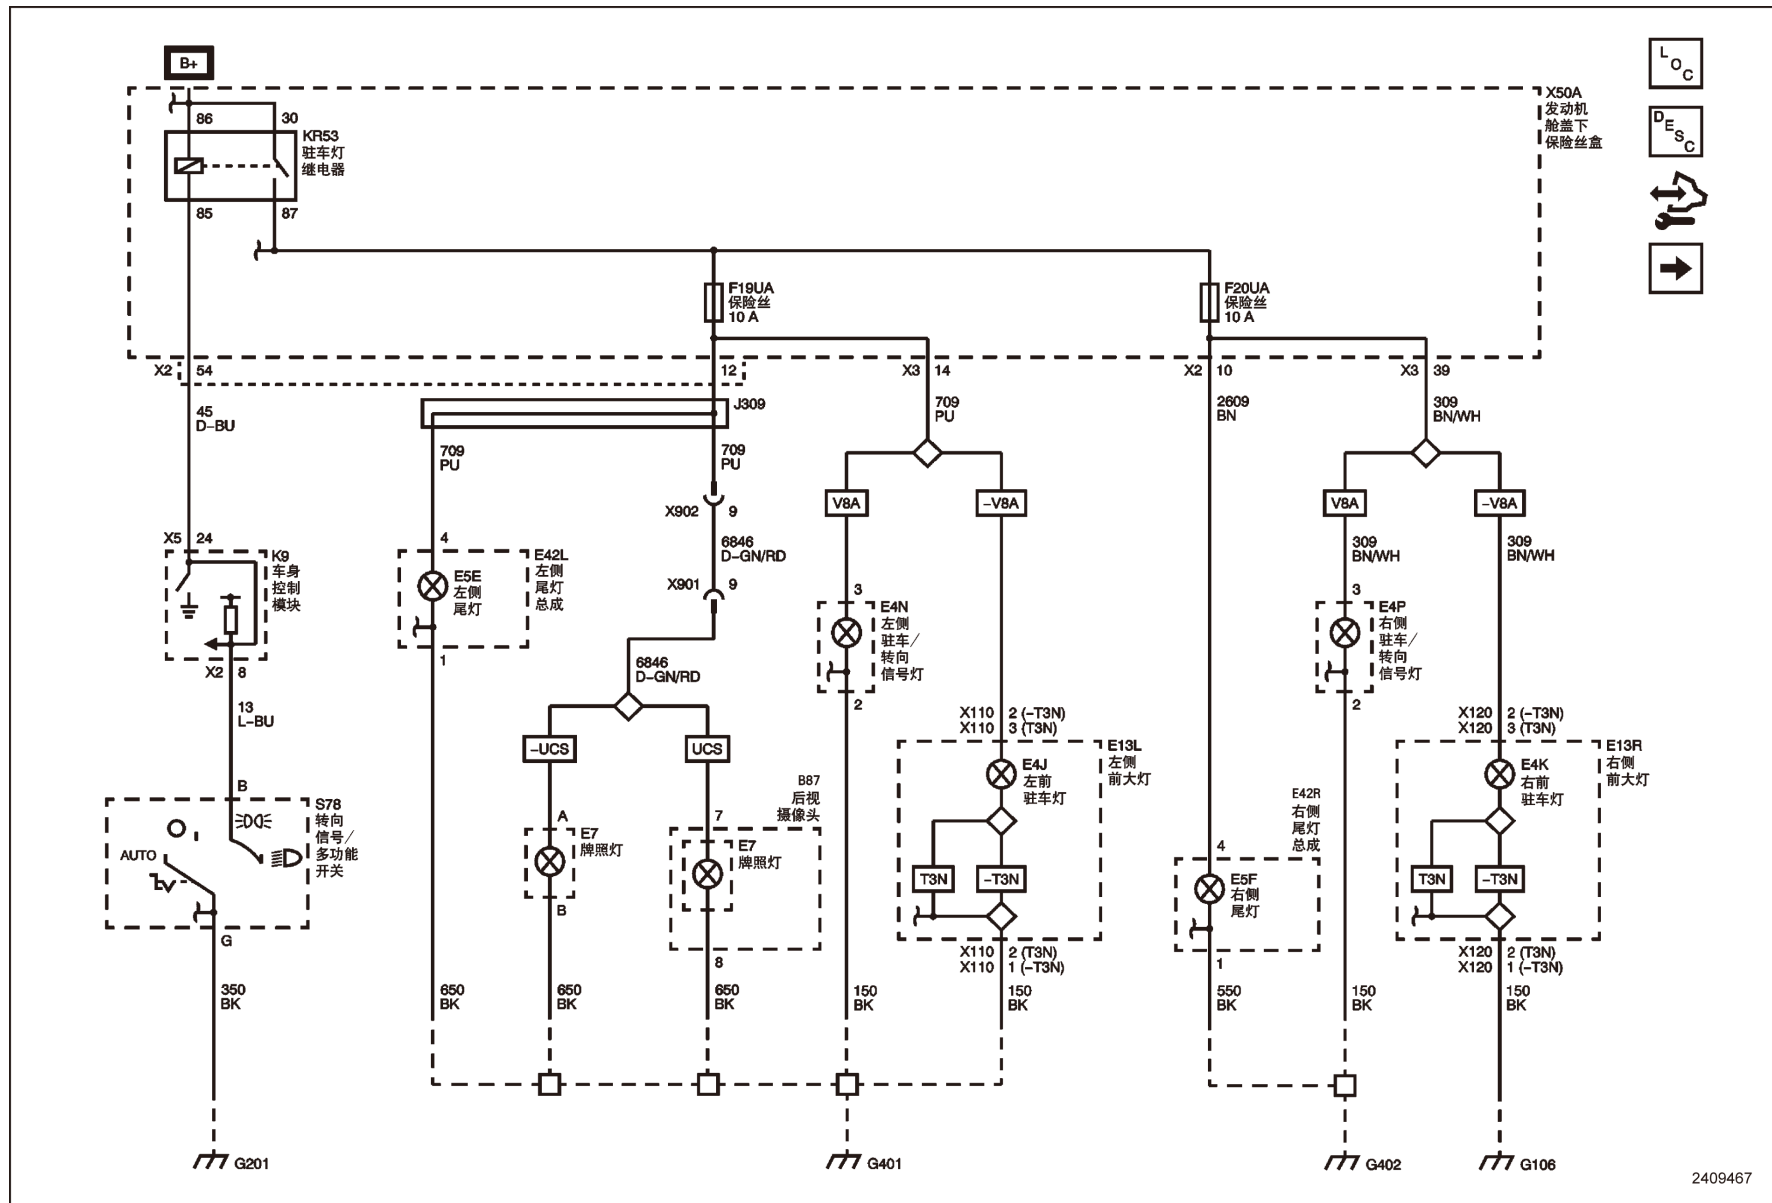 B+
L
O
C
D
E
S
C
X50A
发动机
舱盖下
保险丝盒
86
30
KR53
驻车灯
继电器
85
87
F19UA
保险丝
10 A
F20UA
保险丝
10 A
X2
54
12
X3
14
X2
10
X3
39
J309
45
D-BU
709
PU
709
PU
709
PU
2609
BN
309
BN/WH
V8A
-V8A
V8A
-V8A
X902
9
6846
D-GN/RD
X901
9
309
BN/WH
309
BN/WH
X5
24
K9
车身
控制
模块
4
E5E
左侧
尾灯
E42L
左侧
尾灯
总成
1
3
E4N
左侧
驻车/
转向
信号灯
2
3
E4P
右侧
驻车/
转向
信号灯
2
X2
8
13
L-BU
6846
D-GN/RD
-UCS
UCS
X110
2 (-T3N)
X110
3 (T3N)
X120
2 (-T3N)
X120
3 (T3N)
E13L
左侧
前大灯
E4J
左前
驻车灯
E13R
右侧
前大灯
E4K
右前
驻车灯
B
S78
转向
信号/
多功能
开关
AUTO
G
A
E7
牌照灯
B
B87
后视
摄像头
7
E7
牌照灯
8
T3N
-T3N
E42R
右侧
尾灯
总成
4
E5F
右侧
尾灯
1
T3N
-T3N
X110
2 (T3N)
X110
1 (-T3N)
X120
2 (T3N)
X120
1 (-T3N)
350
BK
650
BK
650
BK
650
BK
150
BK
150
BK
550
BK
150
BK
150
BK
G201
G401
G402
G106
2409467